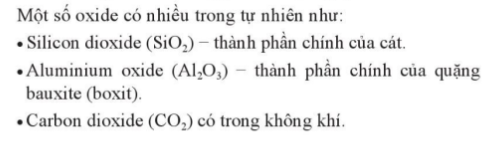 Một số oxide có nhiều trong tự nhiên như:
• Silicon dioxide (SiO₂) – thành phần chính của cát.
• Aluminium oxide (Al₂O₃) – thành phần chính của quặng
bauxite (boxit).
• Carbon dioxide (CO₂) có trong không khí.